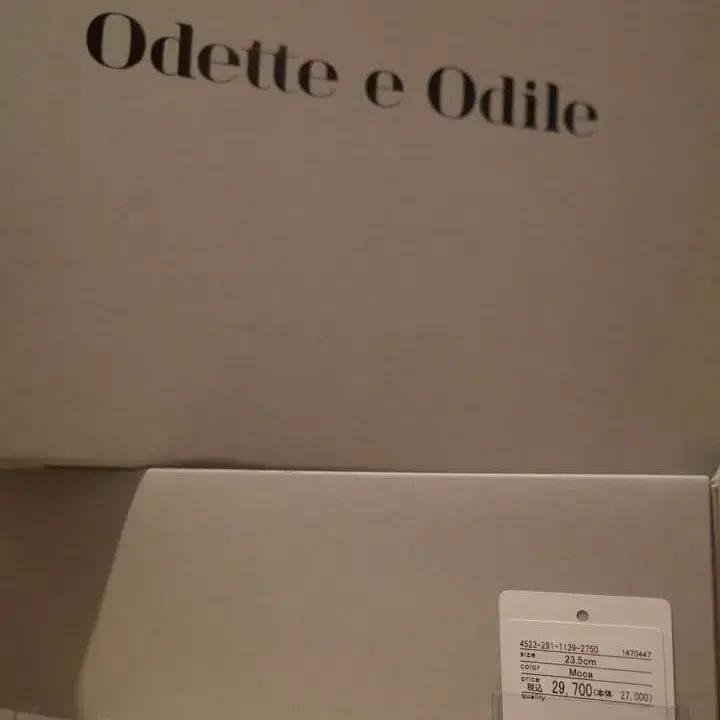 Odette e Odile
4523-291-1139-2750 1470447
size 23.5cm
color Moca
price
税込 29,700(本体 27,000)
quality